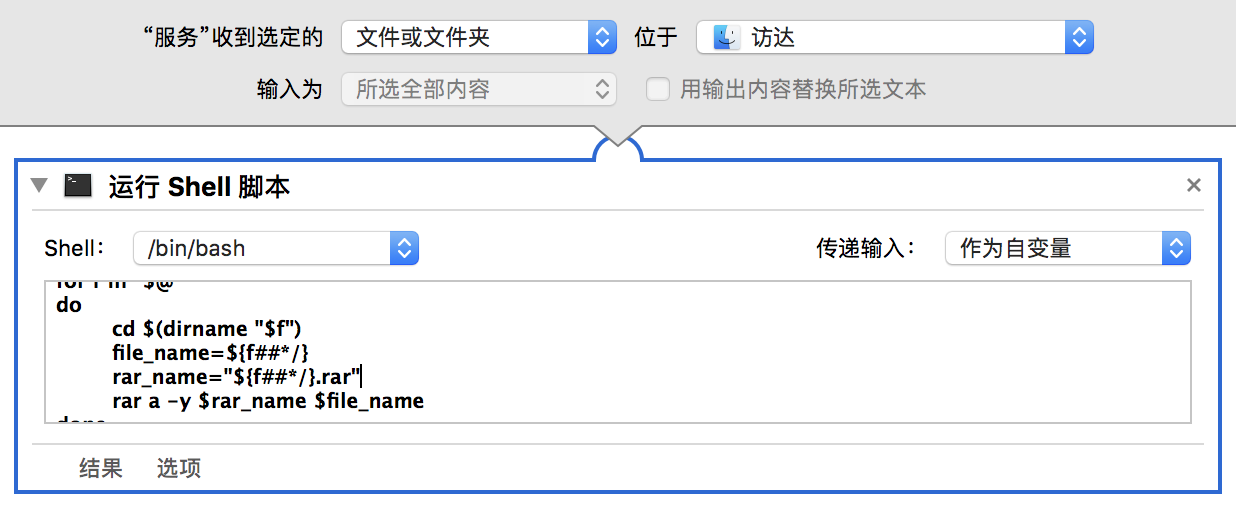 “服务”收到选定的 文件或文件夹 位于 访达
输入为 所选全部内容 用输出内容替换所选文本
运行 Shell 脚本
Shell： /bin/bash 传递输入： 作为自变量
for f in "$@"
do
cd $(dirname "$f")
file_name=${f##*/}
rar_name="${f##*/}.rar"
rar a -y $rar_name $file_name
done
结果 选项